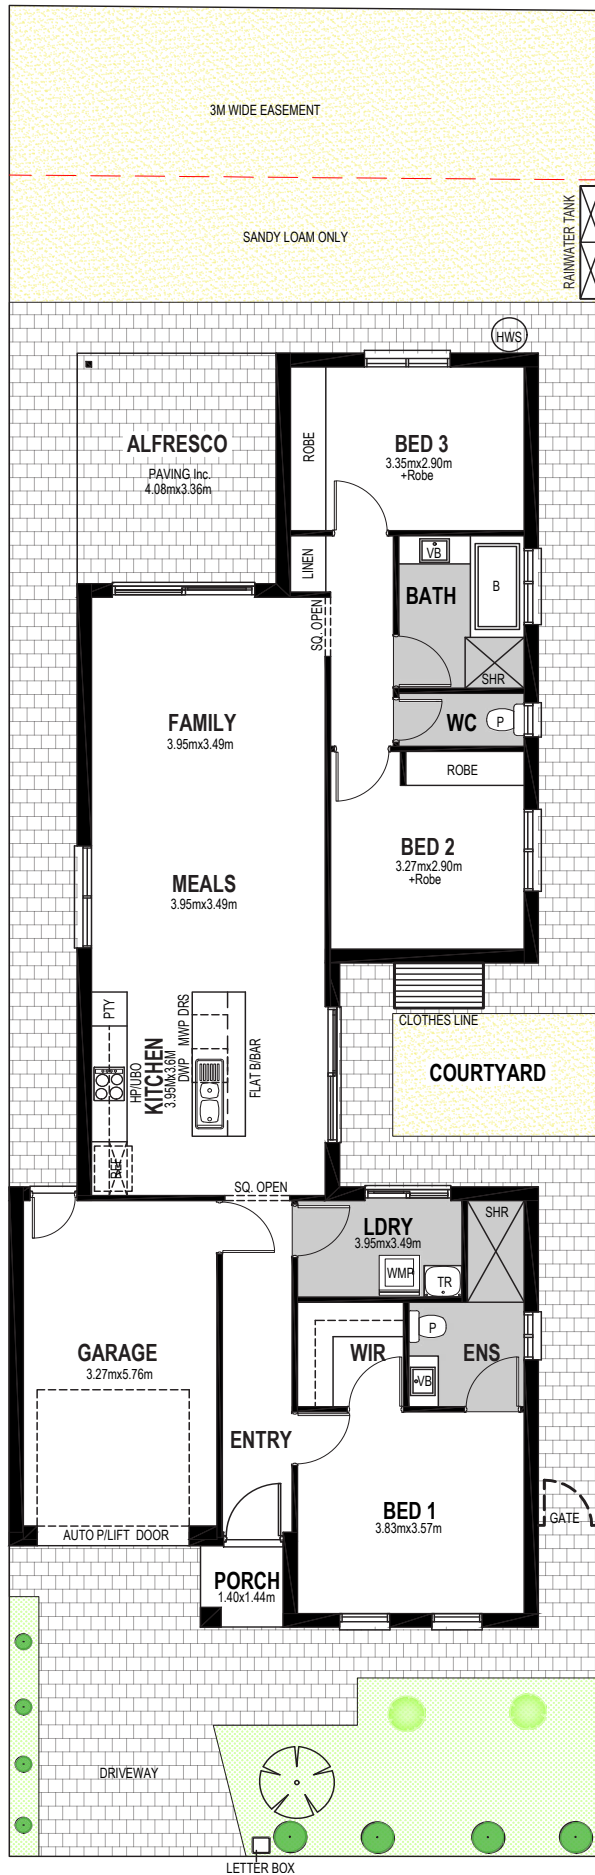 3M WIDE EASEMENT
SANDY LOAM ONLY
RAINWATER TANK
HWS
ALFRESCO
PAVING Inc.
4.08mx3.36m
ROBE
BED 3
3.35mx2.90m
+Robe
LINEN
VB
BATH
B
SHR
SQ. OPEN
FAMILY
3.95mx3.49m
WC
P
ROBE
BED 2
3.27mx2.90m
+Robe
MEALS
3.95mx3.49m
PTY
HP/UBO
KITCHEN
3.95Mx3.6M
DWP MWP DRS
FLAT B/BAR
REF
CLOTHES LINE
COURTYARD
SQ. OPEN
LDRY
3.95mx3.49m
SHR
WMP
TR
GARAGE
3.27mx5.76m
WIR
P
ENS
VB
ENTRY
BED 1
3.83mx3.57m
GATE
AUTO P/LIFT DOOR
PORCH
1.40x1.44m
DRIVEWAY
LETTER BOX